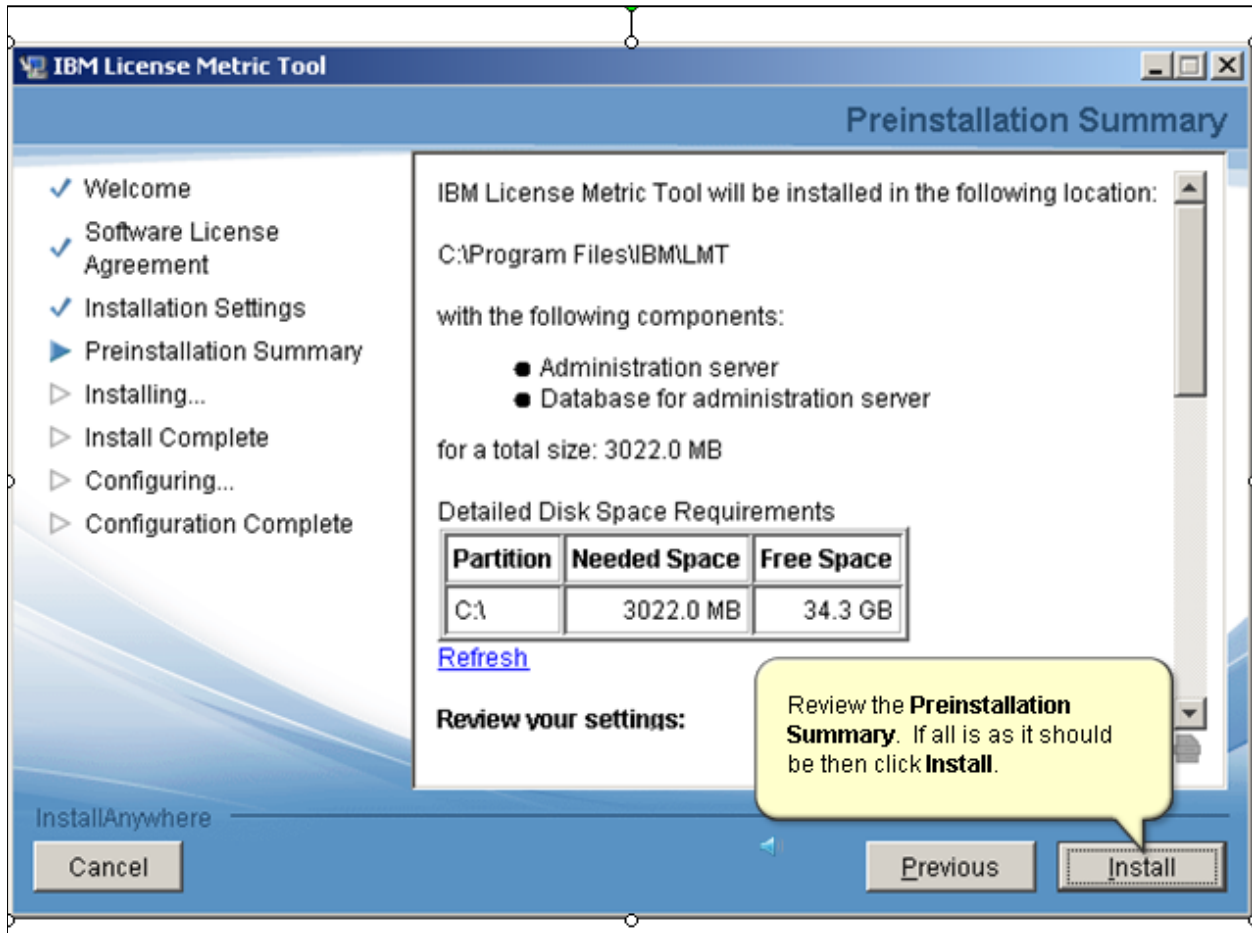 IBM License Metric Tool
Preinstallation Summary
Welcome
Software License
Agreement
Installation Settings
Preinstallation Summary
Installing...
Install Complete
Configuring...
Configuration Complete
IBM License Metric Tool will be installed in the following location:
C:\Program Files\IBM\LMT
with the following components:
Administration server
Database for administration server
for a total size: 3022.0 MB
Detailed Disk Space Requirements
Partition Needed Space Free Space
C:\ 3022.0 MB 34.3 GB
Refresh
Review your settings:
Review the Preinstallation
Summary. If all is as it should
be then click Install.
InstallAnywhere
Cancel
Previous
Install